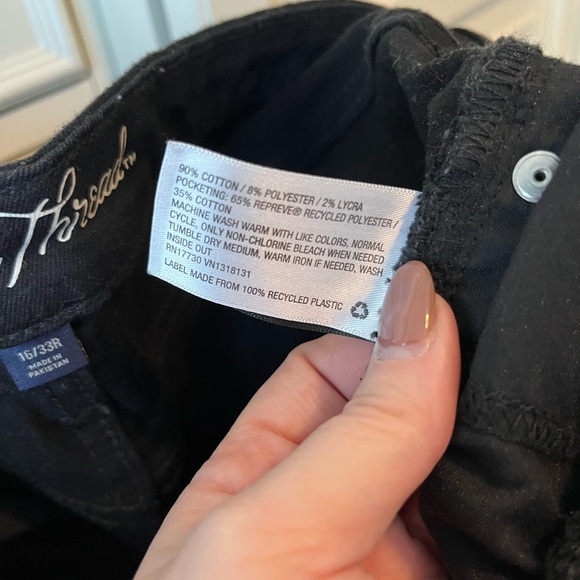 Thread™
16/33R
MADE IN
PAKISTAN
90% COTTON / 8% POLYESTER / 2% LYCRA
POCKETING: 65% REPREVE® RECYCLED POLYESTER /
35% COTTON
MACHINE WASH WARM WITH LIKE COLORS, NORMAL
CYCLE. ONLY NON-CHLORINE BLEACH WHEN NEEDED
TUMBLE DRY MEDIUM, WARM IRON IF NEEDED, WASH
INSIDE OUT
RN17730 VN1318131
LABEL MADE FROM 100% RECYCLED PLASTIC